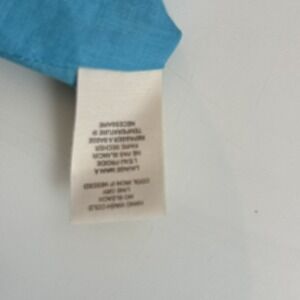 HAND WASH COLD
NO BLEACH
LINE DRY
COOL IRON IF NEEDED
LAVAGE MAIN A
L'EAU FROIDE
NE PAS BLANCHIR
FAIRE SECHER
REPASSER A BASSE
TEMPERATURE SI
NECESSAIRE